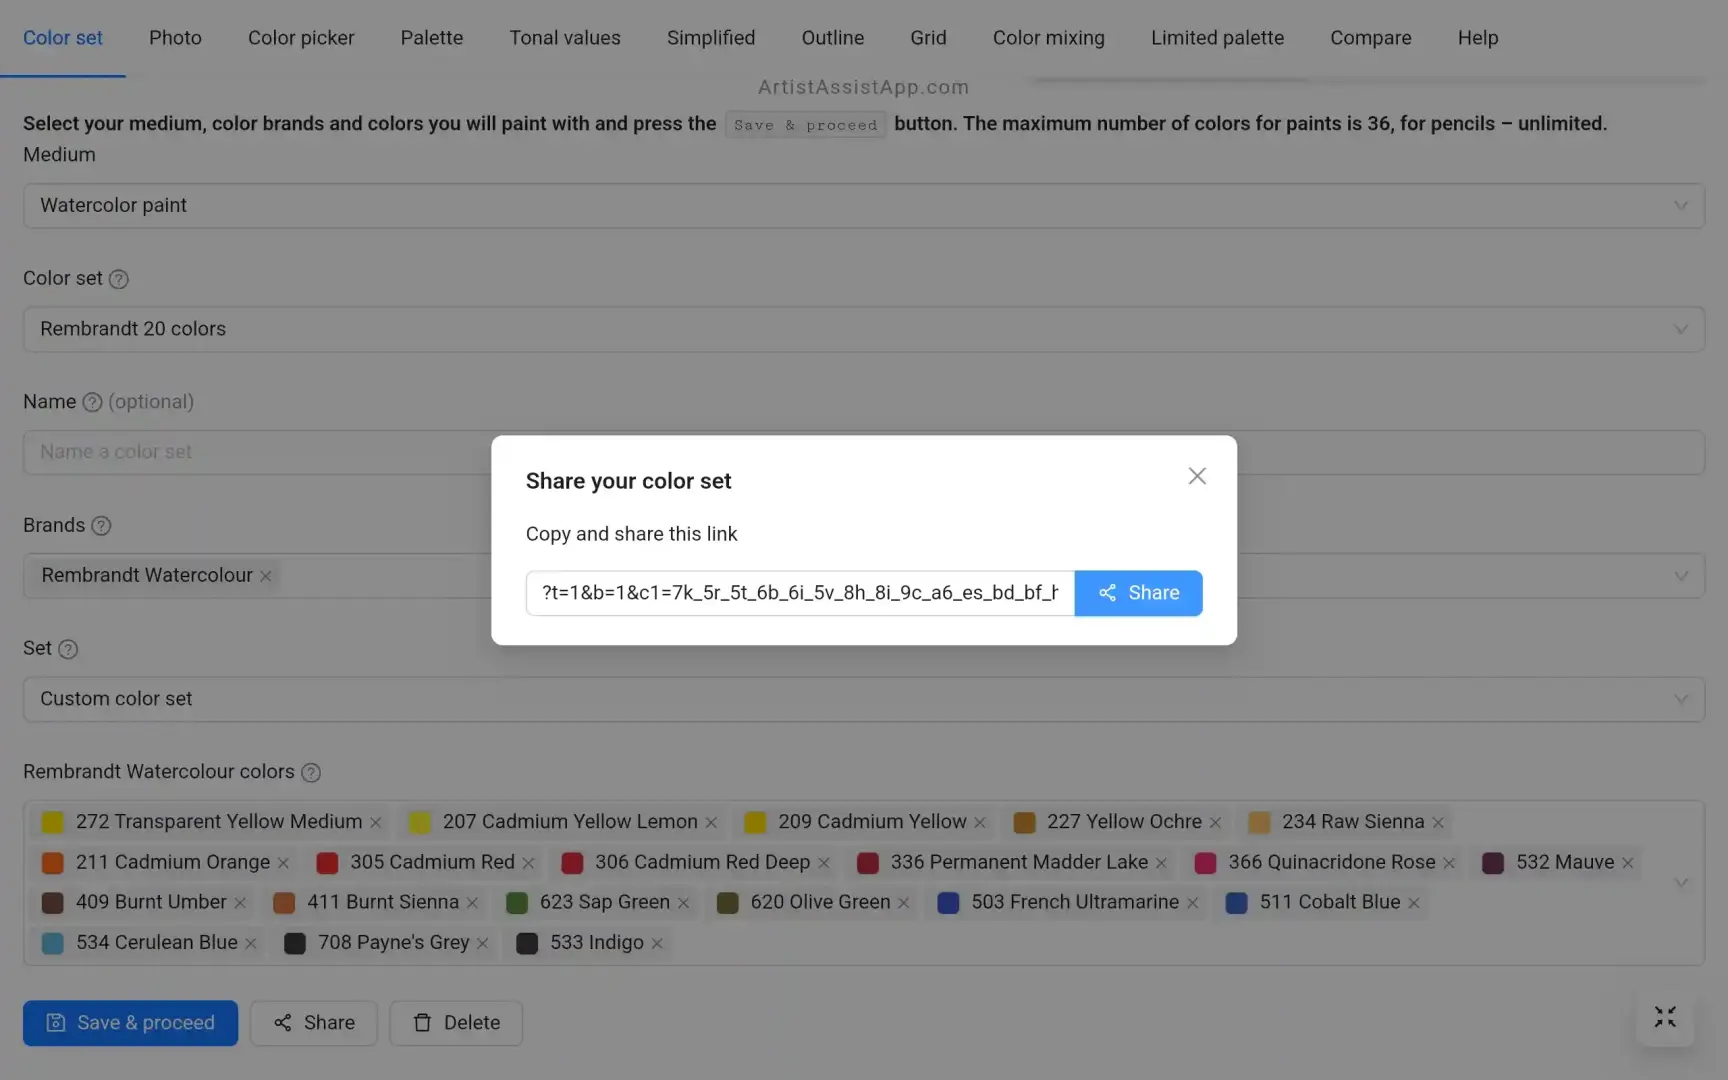 Color set Photo Color picker Palette Tonal values Simplified Outline Grid Color mixing Limited palette Compare Help
ArtistAssistApp.com
Select your medium, color brands and colors you will paint with and press the Save & proceed button. The maximum number of colors for paints is 36, for pencils – unlimited.
Medium
Watercolor paint
Color set
Rembrandt 20 colors
Name (optional)
Name a color set
Share your color set
Copy and share this link
?t=1&b=1&c1=7k_5r_5t_6b_6i_5v_8h_8i_9c_a6_es_bd_bf_h
Share
Brands
Rembrandt Watercolour
Set
Custom color set
Rembrandt Watercolour colors
272 Transparent Yellow Medium 207 Cadmium Yellow Lemon 209 Cadmium Yellow 227 Yellow Ochre 234 Raw Sienna
211 Cadmium Orange 305 Cadmium Red 306 Cadmium Red Deep 336 Permanent Madder Lake 366 Quinacridone Rose 532 Mauve
409 Burnt Umber 411 Burnt Sienna 623 Sap Green 620 Olive Green 503 French Ultramarine 511 Cobalt Blue
534 Cerulean Blue 708 Payne's Grey 533 Indigo
Save & proceed Share Delete